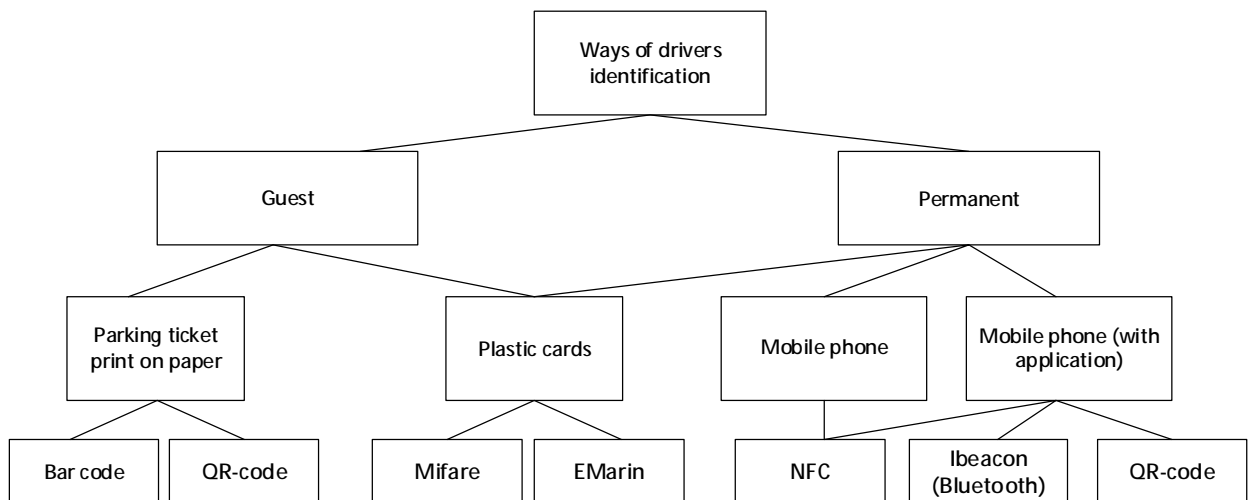 Ways of drivers
identification
Guest
Permanent
Parking ticket
print on paper
Plastic cards
Mobile phone
Mobile phone (with
application)
Bar code
QR-code
Mifare
EMarin
NFC
Ibeacon
(Bluetooth)
QR-code